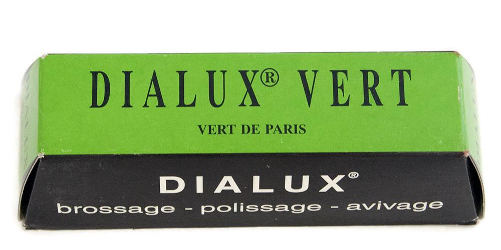 DIALUX® VERT
VERT DE PARIS
DIALUX®
brossage - polissage - avivage